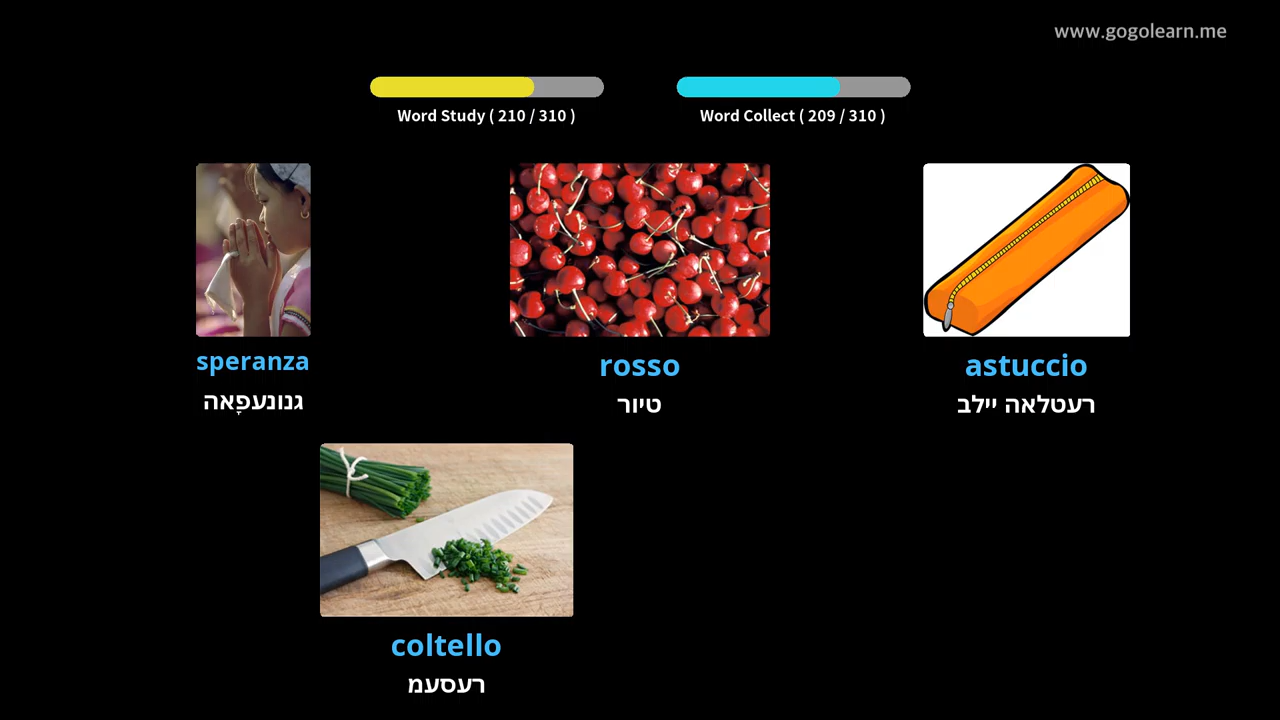 www.gogolearn.me
Word Study ( 210 / 310 )
Word Collect ( 209 / 310 )
speranza
גנונעפָאה
rosso
טיור
astuccio
רעטלאה יילב
coltello
רעסעמ